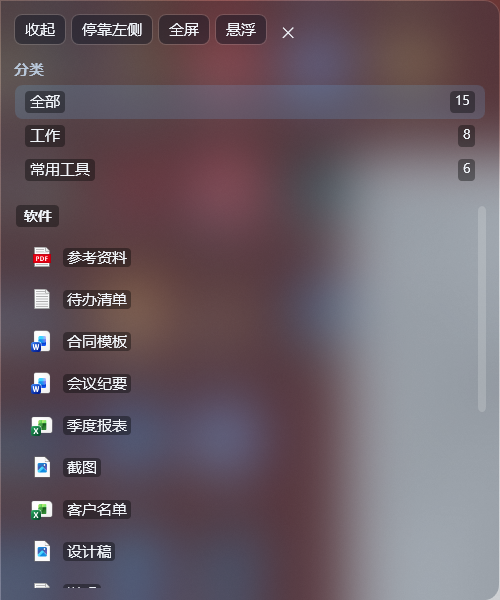 收起 停靠左侧 全屏 悬浮
分类
全部 15
工作 8
常用工具 6
软件
PDF 参考资料
待办清单
W 合同模板
W 会议纪要
X 季度报表
截图
X 客户名单
设计稿